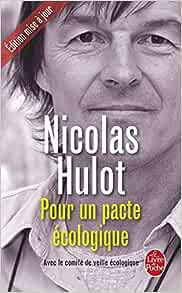 Édition mise à jour
Nicolas
Hulot
Pour un pacte
écologique
Avec le comité de veille écologique
Le Livre
de Poche